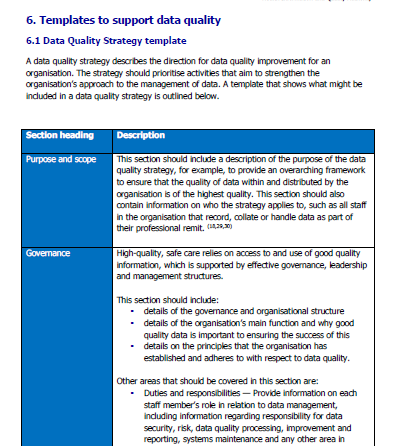 6. Templates to support data quality
6.1 Data Quality Strategy template
A data quality strategy describes the direction for data quality improvement for an
organisation. The strategy should prioritise activities that aim to strengthen the
organisation's approach to the management of data. A template that shows what might be
included in a data quality strategy is outlined below.
Section heading Description
Purpose and scope This section should include a description of the purpose of the data
quality strategy, for example, to provide an overarching framework
to ensure that the quality of data within and distributed by the
organisation is of the highest quality. This section should also
contain information on who the strategy applies to, such as all staff
in the organisation that record, collate or handle data as part of
their professional remit. (18,29,30)
Governance High-quality, safe care relies on access to and use of good quality
information, which is supported by effective governance, leadership
and management structures.
This section should include:
• details of the governance and organisational structure
• details of the organisation's main function and why good
quality data is important to ensuring the success of this
• details on the principles that the organisation has
established and adheres to with respect to data quality.
Other areas that should be covered in this section are:
• Duties and responsibilities — Provide information on each
staff member's role in relation to data management,
including information regarding responsibility for data
security, risk, data quality processing, improvement and
reporting, systems maintenance and any other area in